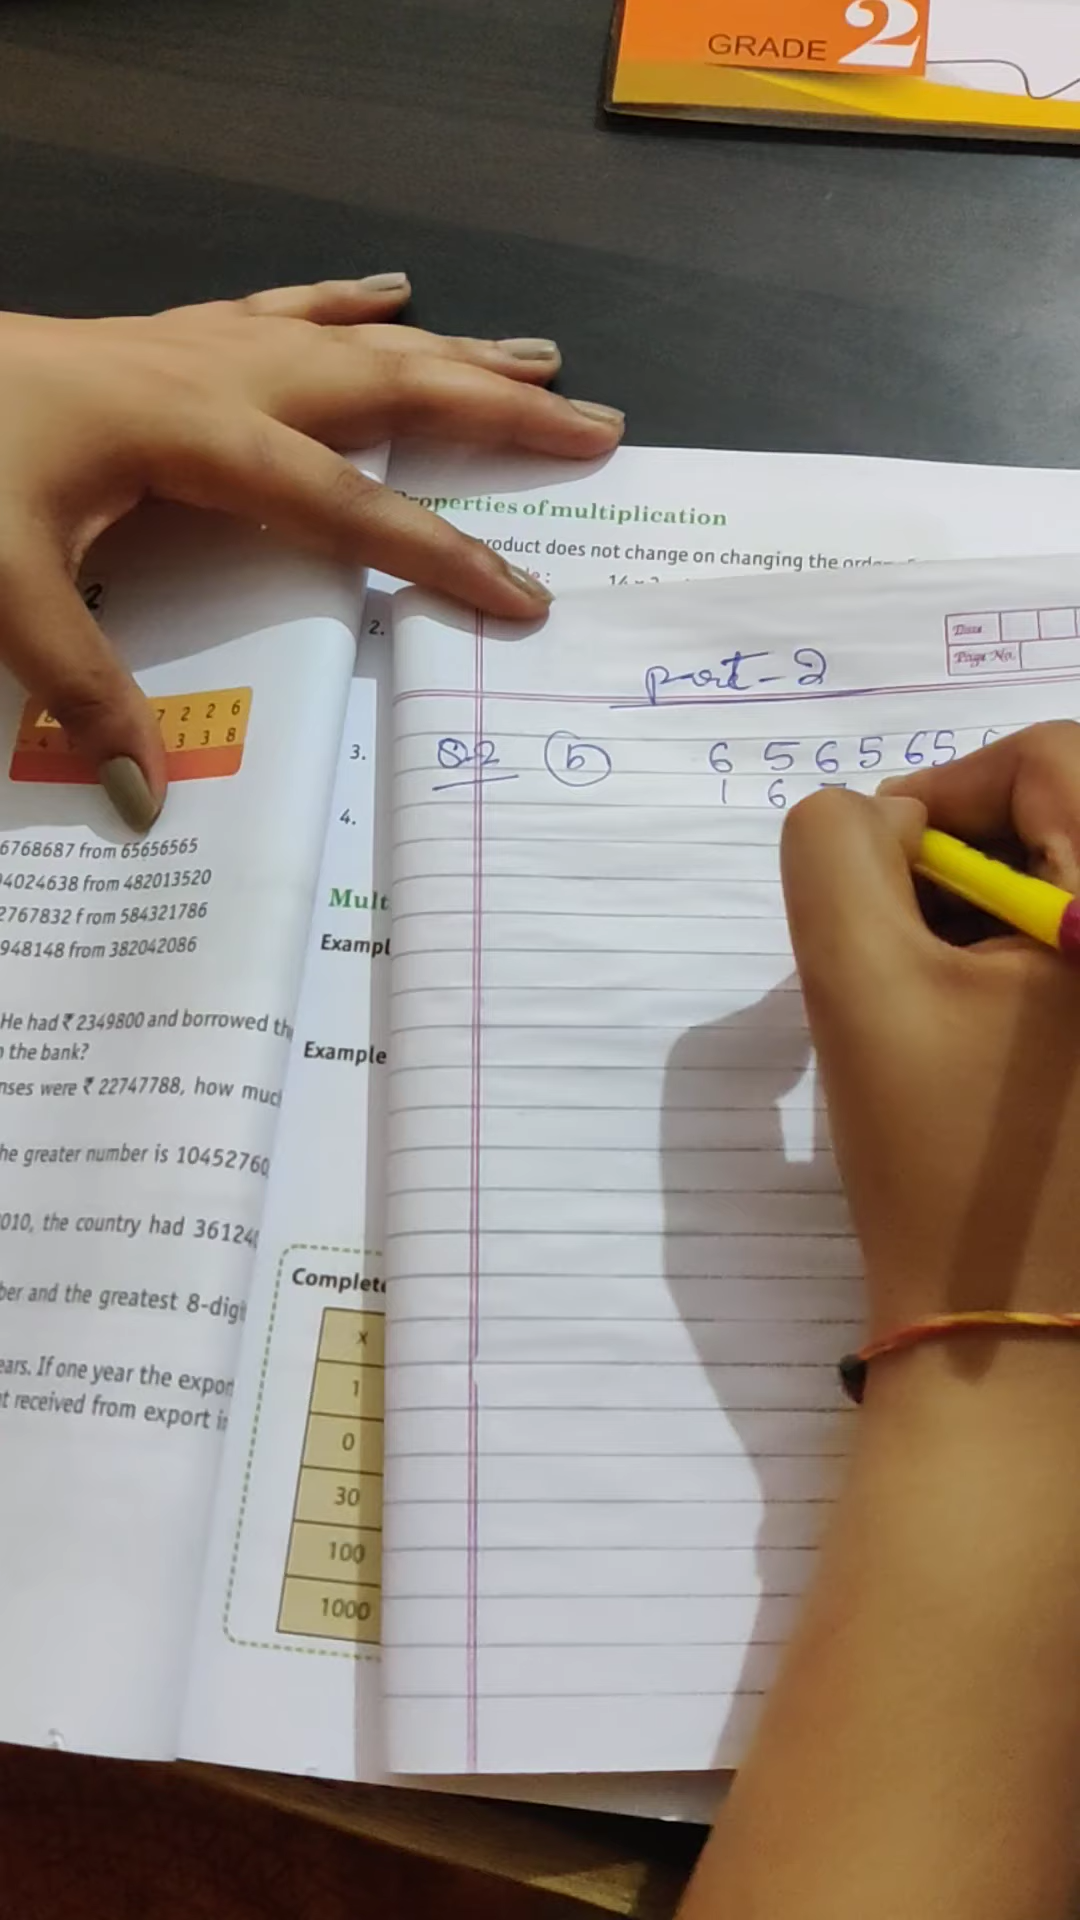 GRADE 2
Properties of multiplication
product does not change on changing the
2.
Date
Page No.
Part-2
7 2 2 6
3 3 8
3.
Q2 b 6 5 6 5 6 5
1 6
4.
6768687 from 65656565
4024638 from 482013520
2767832 from 584321786
948148 from 382042086
Mult
Exampl
He had ₹ 2349800 and borrowed th
the bank?
Example
nses were ₹ 22747788, how much
he greater number is 10452760
010, the country had 36124
ber and the greatest 8-digi
Complete
x
1
0
30
100
1000
ears. If one year the expor
t received from export i